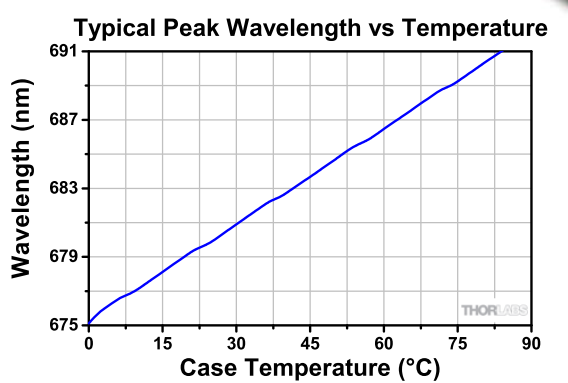 Typical Peak Wavelength vs Temperature
691
687
683
679
675
Wavelength (nm)
THORLABS
0 15 30 45 60 75 90
Case Temperature (°C)